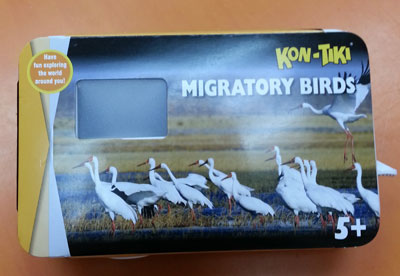 Have
fun exploring
the world
around you!
KON-TIKI
MIGRATORY BIRDS
5+